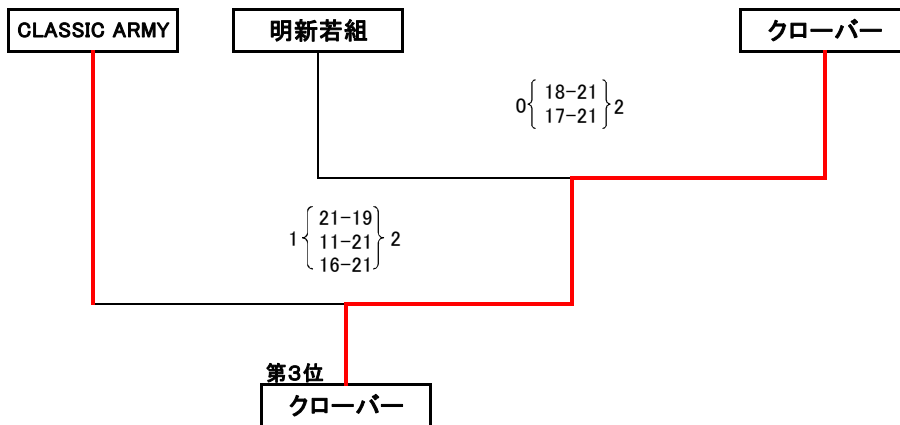 CLASSIC ARMY
明新若組
クローバー
0 18-21 2
17-21
21-19
1 11-21 2
16-21
第3位
クローバー